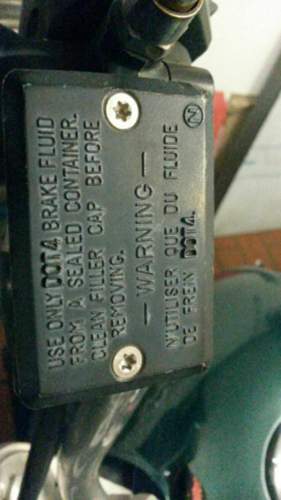 USE ONLY DOT4 BRAKE FLUID
FROM A SEALED CONTAINER.
CLEAN FILLER CAP BEFORE
REMOVING.
— WARNING —
N'UTILISER QUE DU FLUIDE
DE FREIN DOT4.